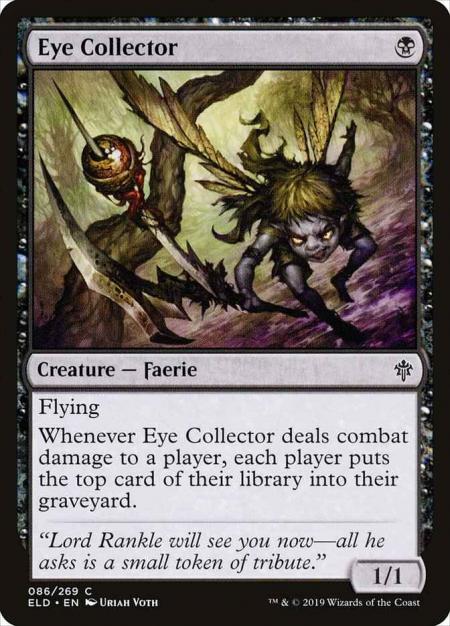 Eye Collector
Creature — Faerie
Flying
Whenever Eye Collector deals combat
damage to a player, each player puts
the top card of their library into their
graveyard.
“Lord Rankle will see you now—all he
asks is a small token of tribute.”
1/1
086/269 C
ELD • EN Uriah Voth
™ & © 2019 Wizards of the Coast